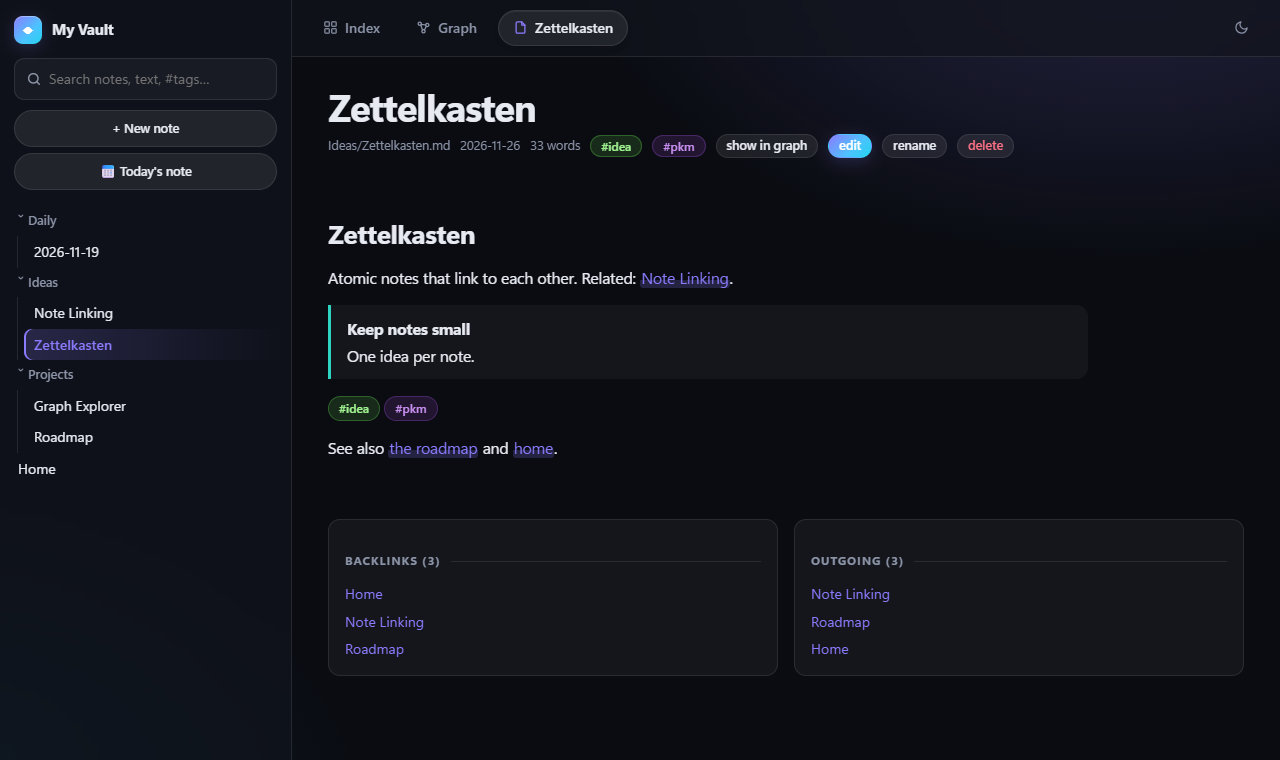 My Vault
Search notes, text, #tags...
+ New note
Today's note
Daily
2026-11-19
Ideas
Note Linking
Zettelkasten
Projects
Graph Explorer
Roadmap
Home
Index Graph Zettelkasten
Zettelkasten
Ideas/Zettelkasten.md 2026-11-26 33 words #idea #pkm show in graph edit rename delete
Zettelkasten
Atomic notes that link to each other. Related: Note Linking.
Keep notes small
One idea per note.
#idea #pkm
See also the roadmap and home.
BACKLINKS (3)
Home
Note Linking
Roadmap
OUTGOING (3)
Note Linking
Roadmap
Home